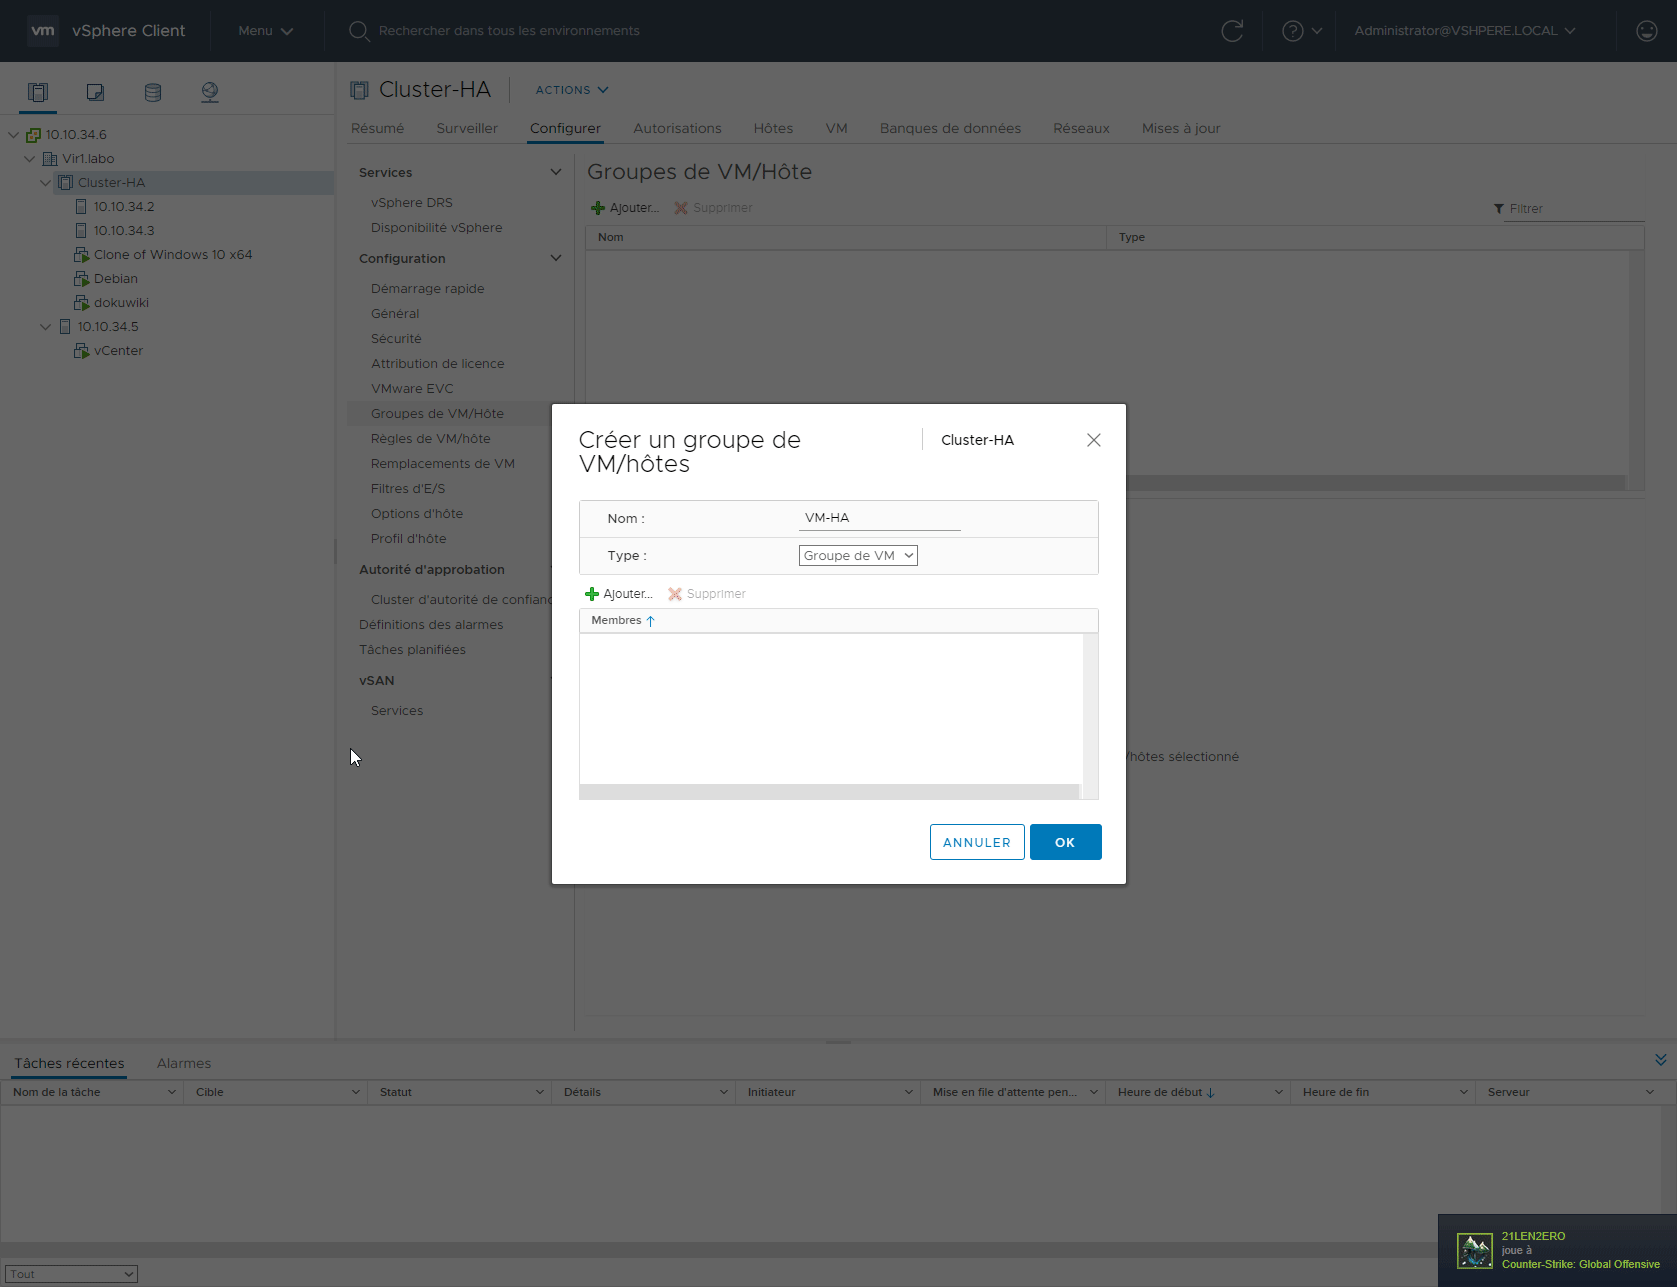 vm vSphere Client Menu Rechercher dans tous les environnements Administrator@VSHPERE.LOCAL
Cluster-HA ACTIONS
Résumé Surveiller Configurer Autorisations Hôtes VM Banques de données Réseaux Mises à jour
10.10.34.6
Vir1.labo
Cluster-HA
10.10.34.2
10.10.34.3
Clone of Windows 10 x64
Debian
dokuwiki
10.10.34.5
vCenter
Services
vSphere DRS
Disponibilité vSphere
Configuration
Démarrage rapide
Général
Sécurité
Attribution de licence
VMware EVC
Groupes de VM/Hôte
Règles de VM/hôte
Remplacements de VM
Filtres d'E/S
Options d'hôte
Profil d'hôte
Autorité d'approbation
Cluster d'autorité de confianc
Définitions des alarmes
Tâches planifiées
vSAN
Services
Groupes de VM/Hôte
Ajouter... Supprimer Filtrer
Nom Type
Créer un groupe de
VM/hôtes
Cluster-HA
Nom : VM-HA
Type : Groupe de VM
Ajouter... Supprimer
Membres
ANNULER OK
/hôtes sélectionné
Tâches récentes Alarmes
Nom de la tâche Cible Statut Détails Initiateur Mise en file d'attente pen... Heure de début Heure de fin Serveur
Tout
21LEN2ERO
joue à
Counter-Strike: Global Offensive